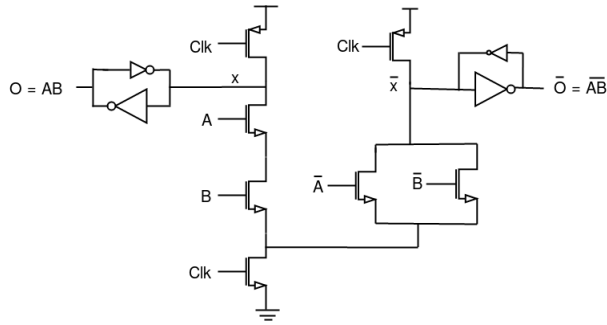 Clk
Clk
O = AB
x
x̄
Ō = A̅B̅
A
Ā
B̄
B
Clk